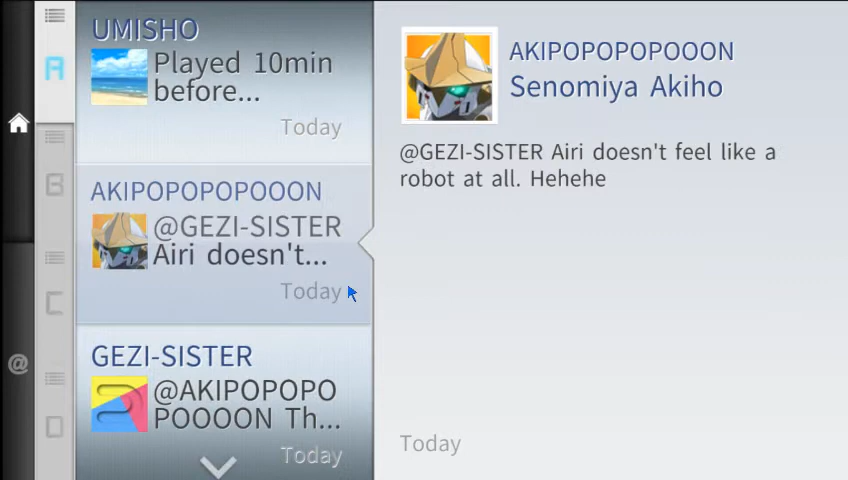 A
B
C
D
@
UMISHO
Played 10min
before...
Today
AKIPOPOPOPOOON
@GEZI-SISTER
Airi doesn't...
Today
GEZI-SISTER
@AKIPOPOPO
POOOON Th...
Today
AKIPOPOPOPOOON
Senomiya Akiho
@GEZI-SISTER Airi doesn't feel like a
robot at all. Hehehe
Today